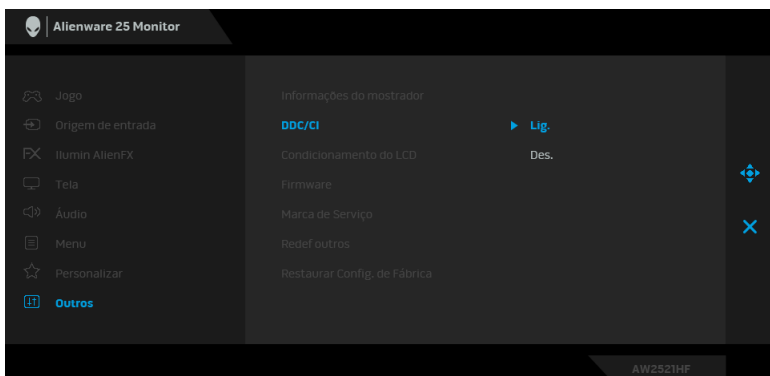 Alienware 25 Monitor
Jogo
Origem de entrada
Ilumin AlienFX
Tela
Áudio
Menu
Personalizar
Outros
Informações do mostrador
DDC/CI
Lig.
Des.
Condicionamento do LCD
Firmware
Marca de Serviço
Redef outros
Restaurar Config. de Fábrica
AW2521HF